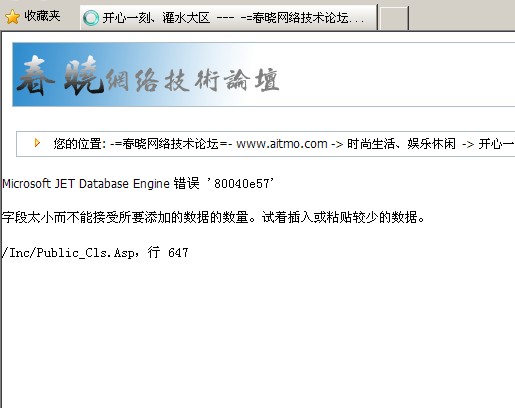 收藏夹
开心一刻、灌水大区 --- -=春晓网络技术论坛...
春晓網络技術論壇
您的位置: -=春晓网络技术论坛=- www.aitmo.com -> 时尚生活、娱乐休闲 -> 开心一
Microsoft JET Database Engine 错误 '80040e57'
字段太小而不能接受所要添加的数据的数量。试着插入或粘贴较少的数据。
/Inc/Public_Cls.Asp，行 647